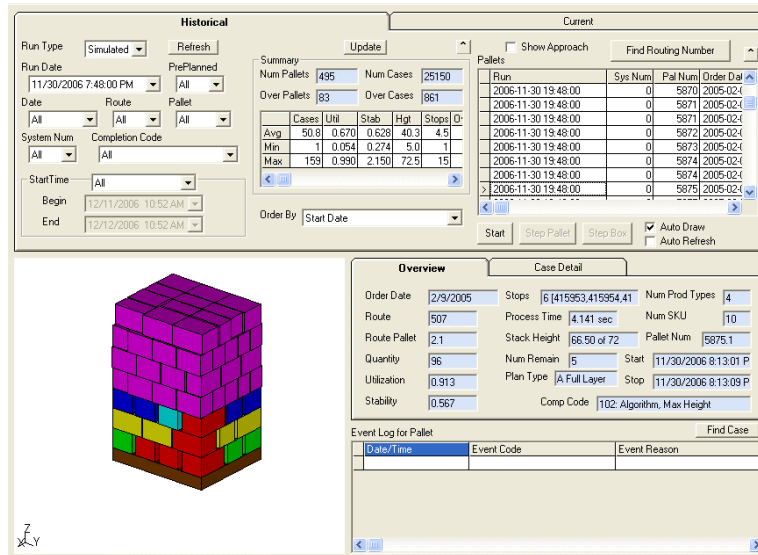 Historical
Current
Run Type
Simulated
Refresh
Run Date
PrePlanned
11/30/2006 7:48:00 PM
All
Date
Route
Pallet
All
All
All
System Num
Completion Code
All
All
StartTime
All
Begin
12/11/2006 10:52 AM
End
12/12/2006 10:52 AM
Update
^
Summary
Num Pallets 495 Num Cases 25150
Over Pallets 83 Over Cases 861
Cases Util Stab Hgt Stops
Avg 50.8 0.670 0.628 40.3 4.5
Min 1 0.054 0.274 5.0 1
Max 159 0.990 2.150 72.5 15
Order By Start Date
Show Approach
Find Routing Number
^
Pallets
Run Sys Num Pal Num Order Dat
2006-11-30 19:48:00 0 5870 2005-02-0
2006-11-30 19:48:00 0 5871 2005-02-0
2006-11-30 19:48:00 0 5871 2005-02-0
2006-11-30 19:48:00 0 5872 2005-02-0
2006-11-30 19:48:00 0 5873 2005-02-0
2006-11-30 19:48:00 0 5874 2005-02-0
2006-11-30 19:48:00 0 5874 2005-02-0
> 2006-11-30 19:48:00 0 5875 2005-02-0
Start
Step Pallet
Step Box
Auto Draw
Auto Refresh
Overview
Case Detail
Order Date 2/9/2005 Stops 6 [415953,415954,41 Num Prod Types 4
Route 507 Process Time 4.141 sec Num SKU 10
Route Pallet 2.1 Stack Height 66.50 of 72 Pallet Num 5875.1
Quantity 96 Num Remain 5 Start 11/30/2006 8:13:01 P
Utilization 0.913 Plan Type A Full Layer Stop 11/30/2006 8:13:09 P
Stability 0.567 Comp Code 102: Algorithm, Max Height
Event Log for Pallet
Find Case
Date/Time Event Code Event Reason
Z
X Y